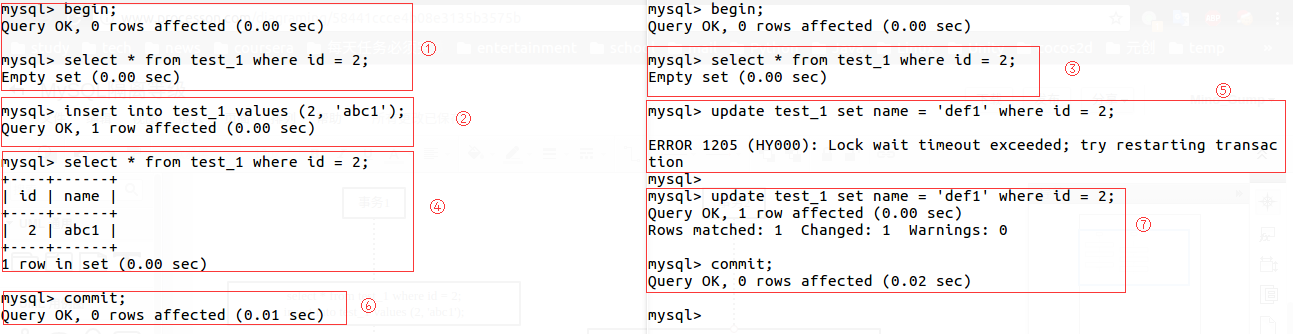 mysql> begin;
Query OK, 0 rows affected (0.00 sec)
①
mysql> select * from test_1 where id = 2;
Empty set (0.00 sec)
mysql> insert into test_1 values (2, 'abc1');
②
Query OK, 1 row affected (0.00 sec)
mysql> select * from test_1 where id = 2;
+----+------+
| id | name |
+----+------+
④
|  2 | abc1 |
+----+------+
1 row in set (0.00 sec)
mysql> commit;
⑥
Query OK, 0 rows affected (0.01 sec)
mysql> begin;
Query OK, 0 rows affected (0.00 sec)
mysql> select * from test_1 where id = 2;
③
Empty set (0.00 sec)
⑤
mysql> update test_1 set name = 'def1' where id = 2;
ERROR 1205 (HY000): Lock wait timeout exceeded; try restarting transac
tion
mysql>
mysql> update test_1 set name = 'def1' where id = 2;
Query OK, 1 row affected (0.00 sec)
⑦
Rows matched: 1  Changed: 1  Warnings: 0
mysql> commit;
Query OK, 0 rows affected (0.02 sec)
mysql>